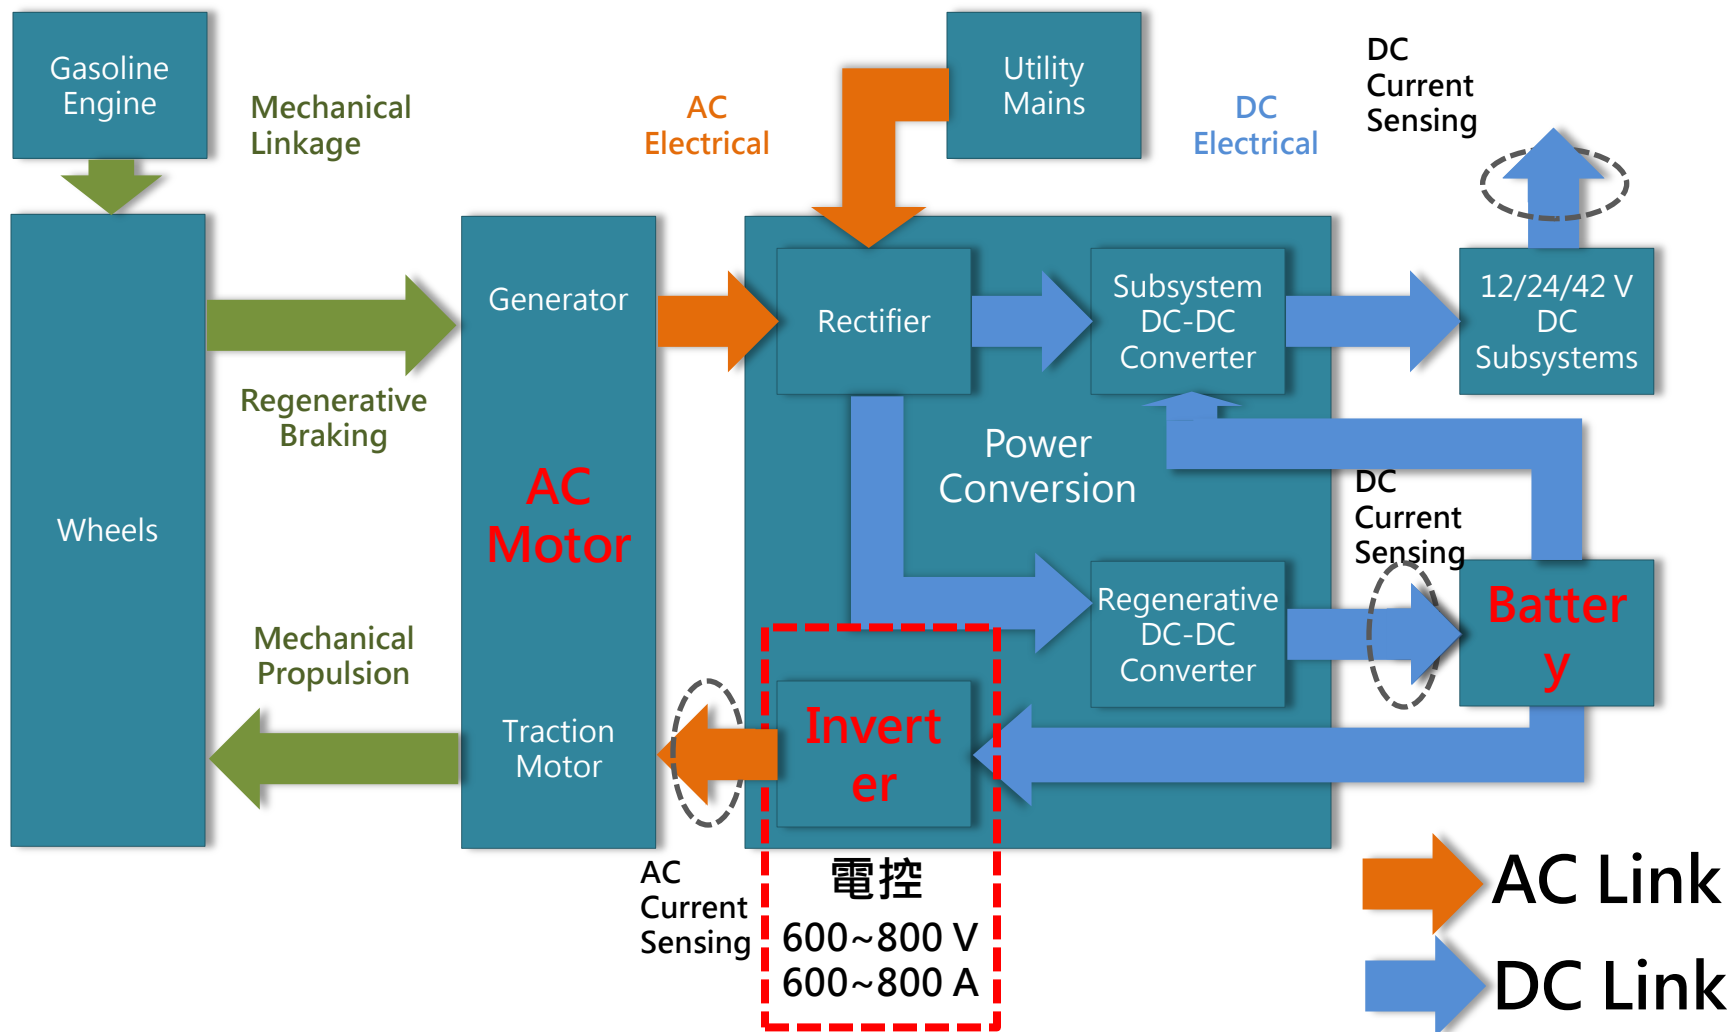 Gasoline
Engine
Mechanical
Linkage
AC
Electrical
Utility
Mains
DC
Electrical
DC
Current
Sensing
Wheels
Regenerative
Braking
Mechanical
Propulsion
Generator
AC
Motor
Traction
Motor
Rectifier
Subsystem
DC-DC
Converter
12/24/42 V
DC
Subsystems
Power
Conversion
DC
Current
Sensing
Regenerative
DC-DC
Converter
Batter
y
Invert
er
AC
Current
Sensing
電控
600~800 V
600~800 A
AC Link
DC Link